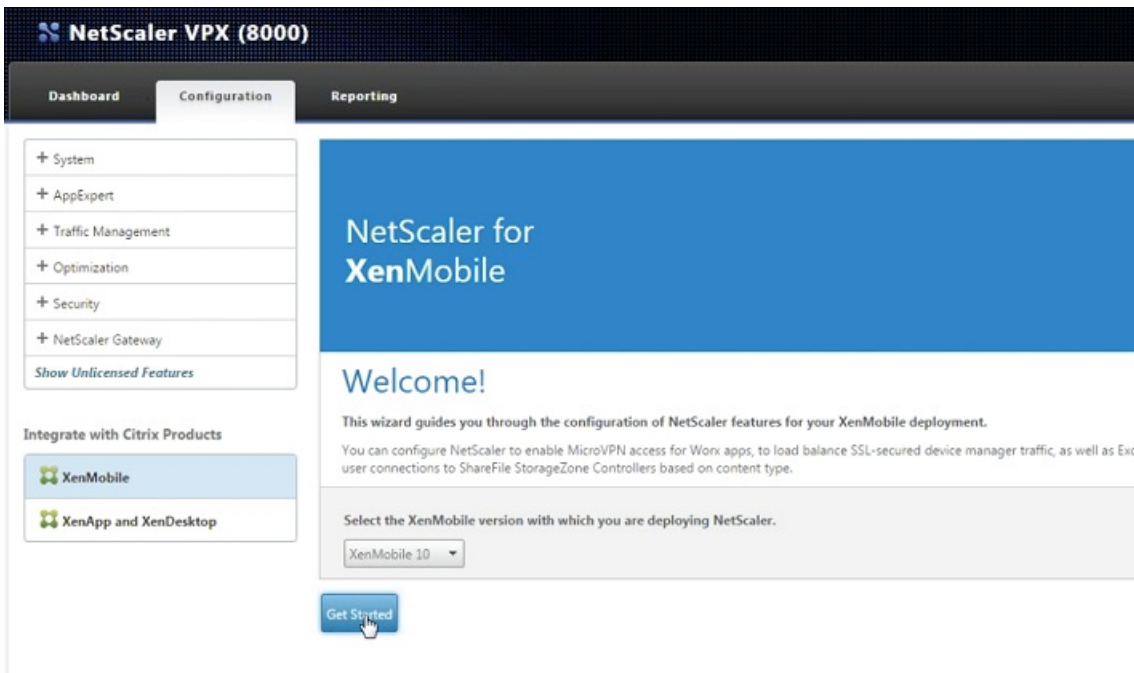 NetScaler VPX (8000)
Dashboard
Configuration
Reporting
+ System
+ AppExpert
+ Traffic Management
+ Optimization
+ Security
+ NetScaler Gateway
Show Unlicensed Features
Integrate with Citrix Products
XenMobile
XenApp and XenDesktop
NetScaler for
XenMobile
Welcome!
This wizard guides you through the configuration of NetScaler features for your XenMobile deployment.
You can configure NetScaler to enable MicroVPN access for Worx apps, to load balance SSL-secured device manager traffic, as well as Exc
user connections to ShareFile StorageZone Controllers based on content type.
Select the XenMobile version with which you are deploying NetScaler.
XenMobile 10
Get Started